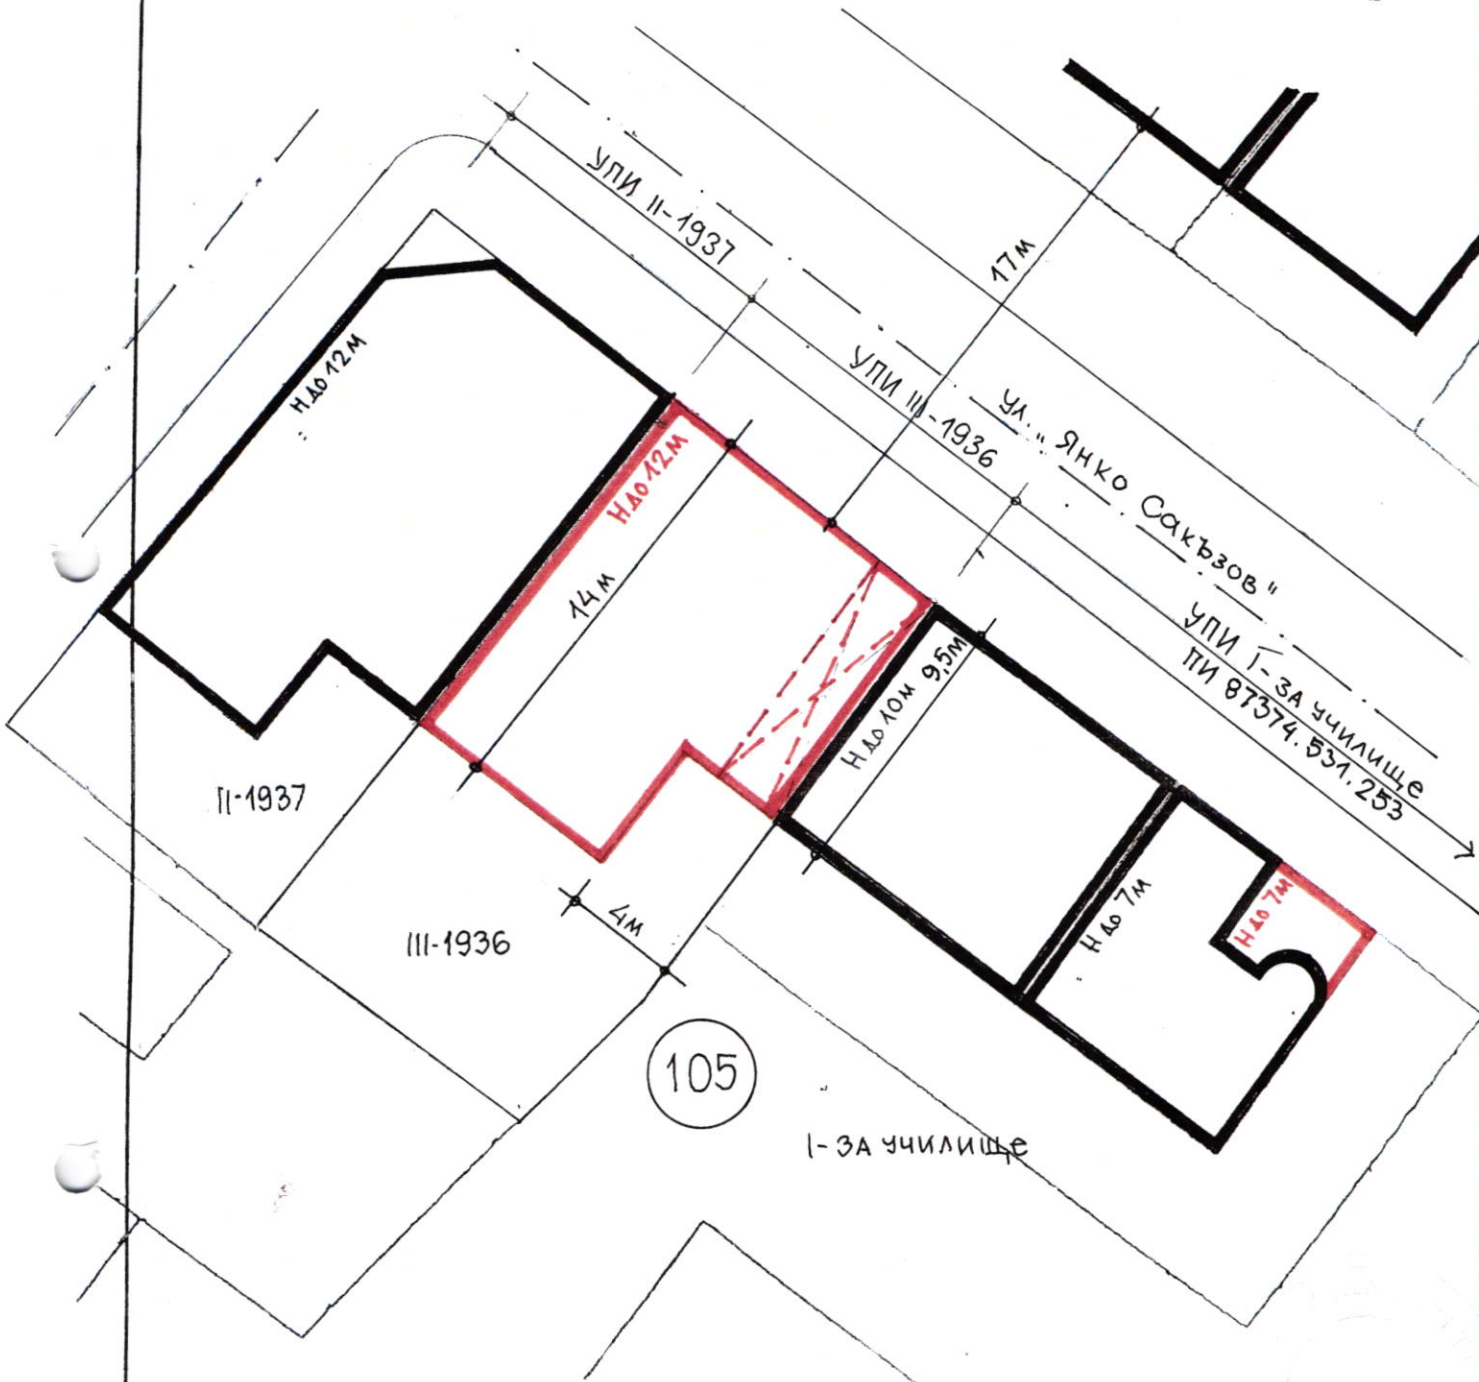 УПИ II-1937
17м
Н до 12м
УПИ III-1936
ул. „Янко Сакъзов"
Н до 12м
14м
УПИ I-ЗА УЧИЛИЩЕ
ПИ 87374.531.253
9,5м
Н до 10м
II-1937
Н до 7м
Н до 7м
4м
III-1936
105
I-ЗА УЧИЛИЩЕ